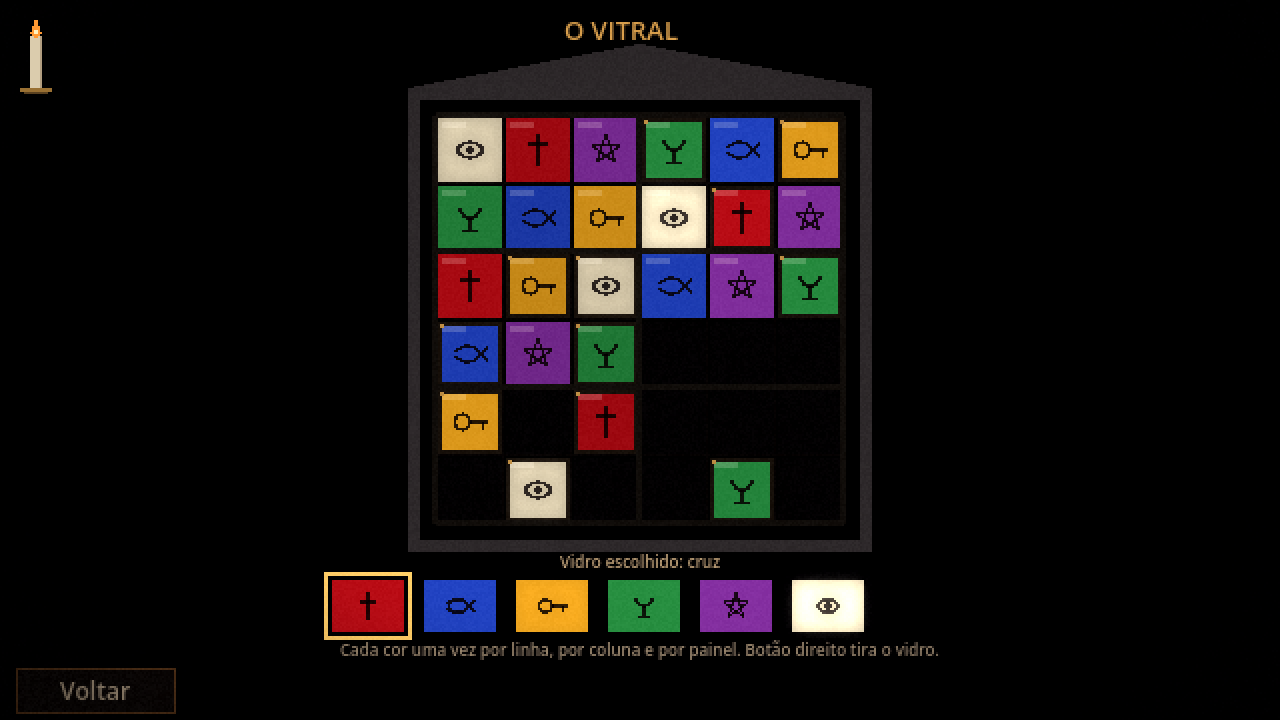 O VITRAL
Vidro escolhido: cruz
Cada cor uma vez por linha, por coluna e por painel. Botão direito tira o vidro.
Voltar